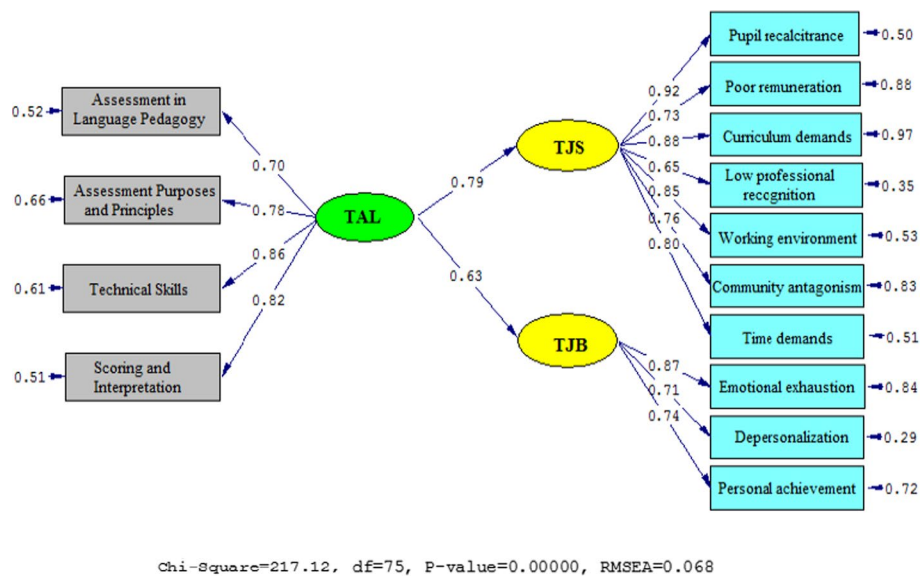 Pupil recalcitrance
0.50
Poor remuneration
0.88
Curriculum demands
0.97
Low professional
reccgnition
0.35
Working environment
0.53
Community antagonism
0.83
Time demands
0.51
Emotional exhaustion
0.84
Depersonalization
0.29
Personal achievement
0.72
0.92
0.73
0.88
0.65
0.85
0.76
0.80
TJS
0.79
0.87
0.71
0.74
TJB
0.63
TAL
0.70
0.78
0.86
0.82
0.52
Assessment in
Language Pedagogy
0.66
Assessment Purposes
and Principles
0.61
Technical Skills
0.51
Scoring and
Interpretation
Chi-Square=217.12, df=75, P-value=0.00000, RMSEA=0.068